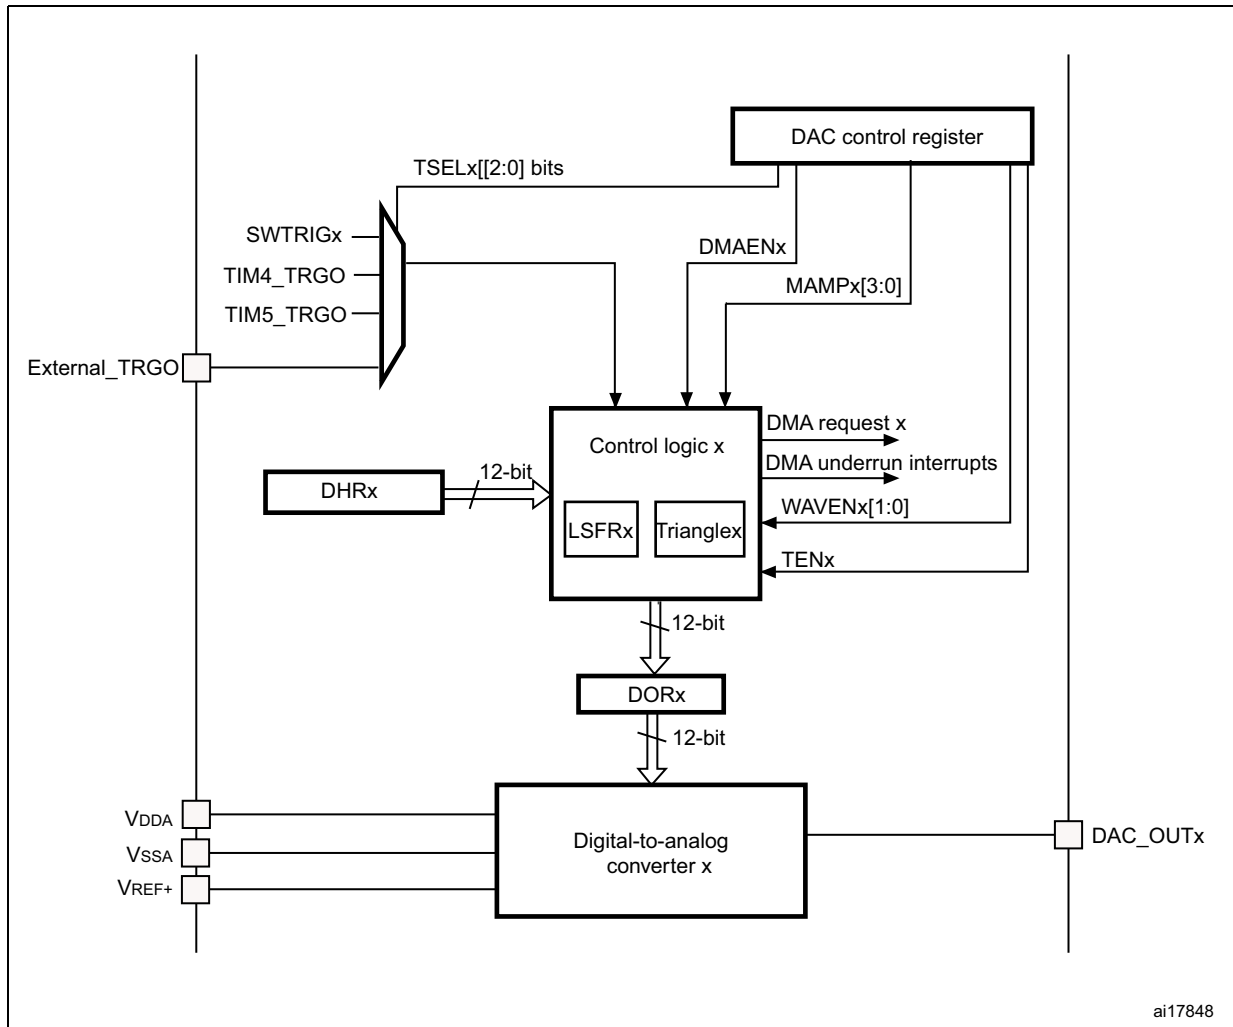 DAC control register
TSELx[[2:0] bits
SWTRIGx
DMAENx
TIM4_TRGO
MAMPx[3:0]
TIM5_TRGO
External_TRGO
DMA request x
Control logic x
DMA underrun interrupts
12-bit
DHRx
WAVENx[1:0]
LSFRx
Trianglex
TENx
12-bit
DORx
12-bit
VDDA
Digital-to-analog
converter x
DAC_OUTx
VSSA
VREF+
ai17848